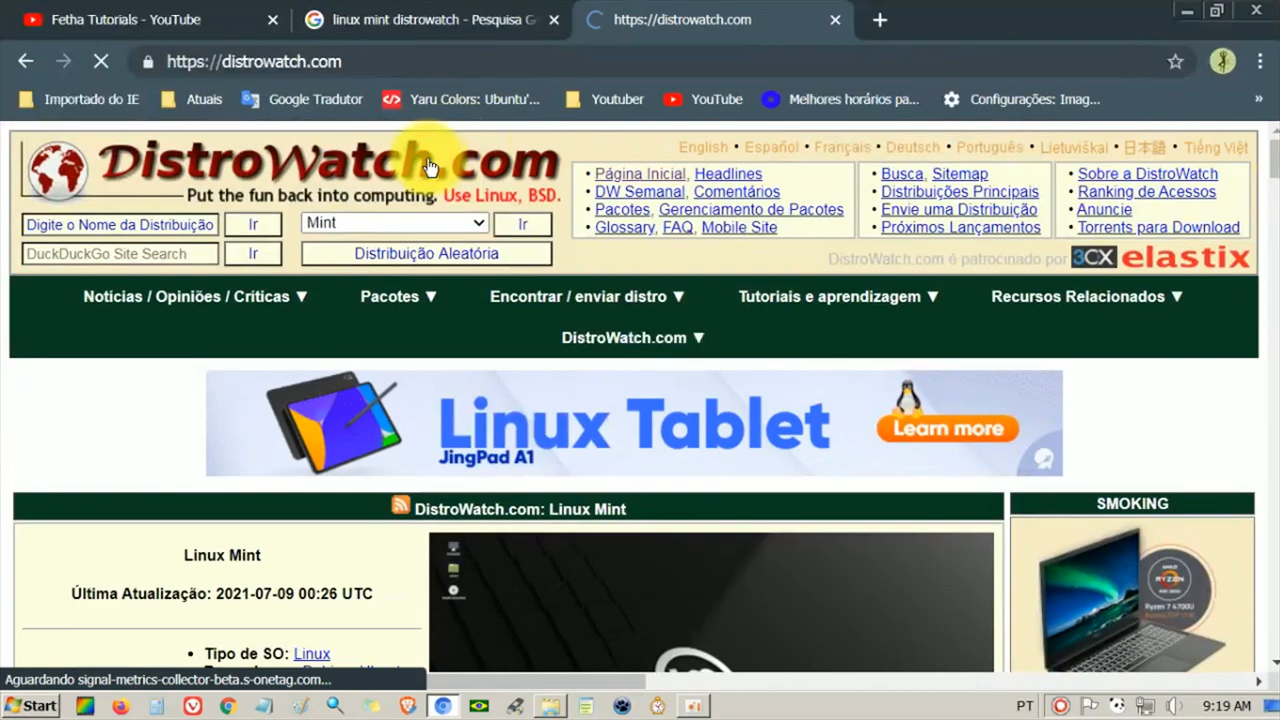 Fetha Tutorials - YouTube
linux mint distrowatch - Pesquisa G
https://distrowatch.com
https://distrowatch.com
Importado do IE
Atuais
Google Tradutor
Yaru Colors: Ubuntu'...
Youtuber
YouTube
Melhores horários pa...
Configurações: Imag...
»
DistroWatch.com
Put the fun back into computing. Use Linux, BSD.
English • Español • Français • Deutsch • Português • Lietuviškai • 日本語 • Tiếng Việt
• Página Inicial, Headlines
• DW Semanal, Comentários
• Pacotes, Gerenciamento de Pacotes
• Glossary, FAQ, Mobile Site
• Busca, Sitemap
• Distribuições Principais
• Envie uma Distribuição
• Próximos Lançamentos
• Sobre a DistroWatch
• Ranking de Acessos
• Anuncie
• Torrents para Download
Digite o Nome da Distribuição Ir Mint Ir
DuckDuckGo Site Search Ir Distribuição Aleatória
DistroWatch.com é patrocinado por 3CX elastix
Notícias / Opiniões / Críticas ▼
Pacotes ▼
Encontrar / enviar distro ▼
Tutoriais e aprendizagem ▼
Recursos Relacionados ▼
DistroWatch.com ▼
Linux Tablet
JingPad A1
Learn more
DistroWatch.com: Linux Mint
SMOKING
Linux Mint
Última Atualização: 2021-07-09 00:26 UTC
• Tipo de SO: Linux
AMD
RYZEN
Ryzen 7 4700U
Aguardando signal-metrics-collector-beta.s-onetag.com...
Start
PT
9:19 AM